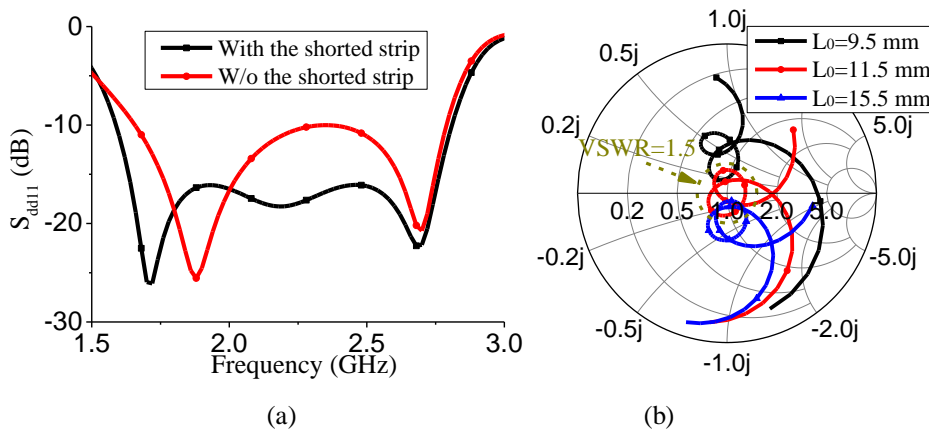 0
-10
-20
-30
S_dd11 (dB)
With the shorted strip
W/o the shorted strip
1.5 2.0 2.5 3.0
Frequency (GHz)
(a)
1.0j
0.5j
0.2j
5.0j
L₀=9.5 mm
L₀=11.5 mm
L₀=15.5 mm
VSWR=1.5
0.2 0.5 1.0 2.0 5.0
-0.2j
-5.0j
-0.5j
-2.0j
-1.0j
(b)